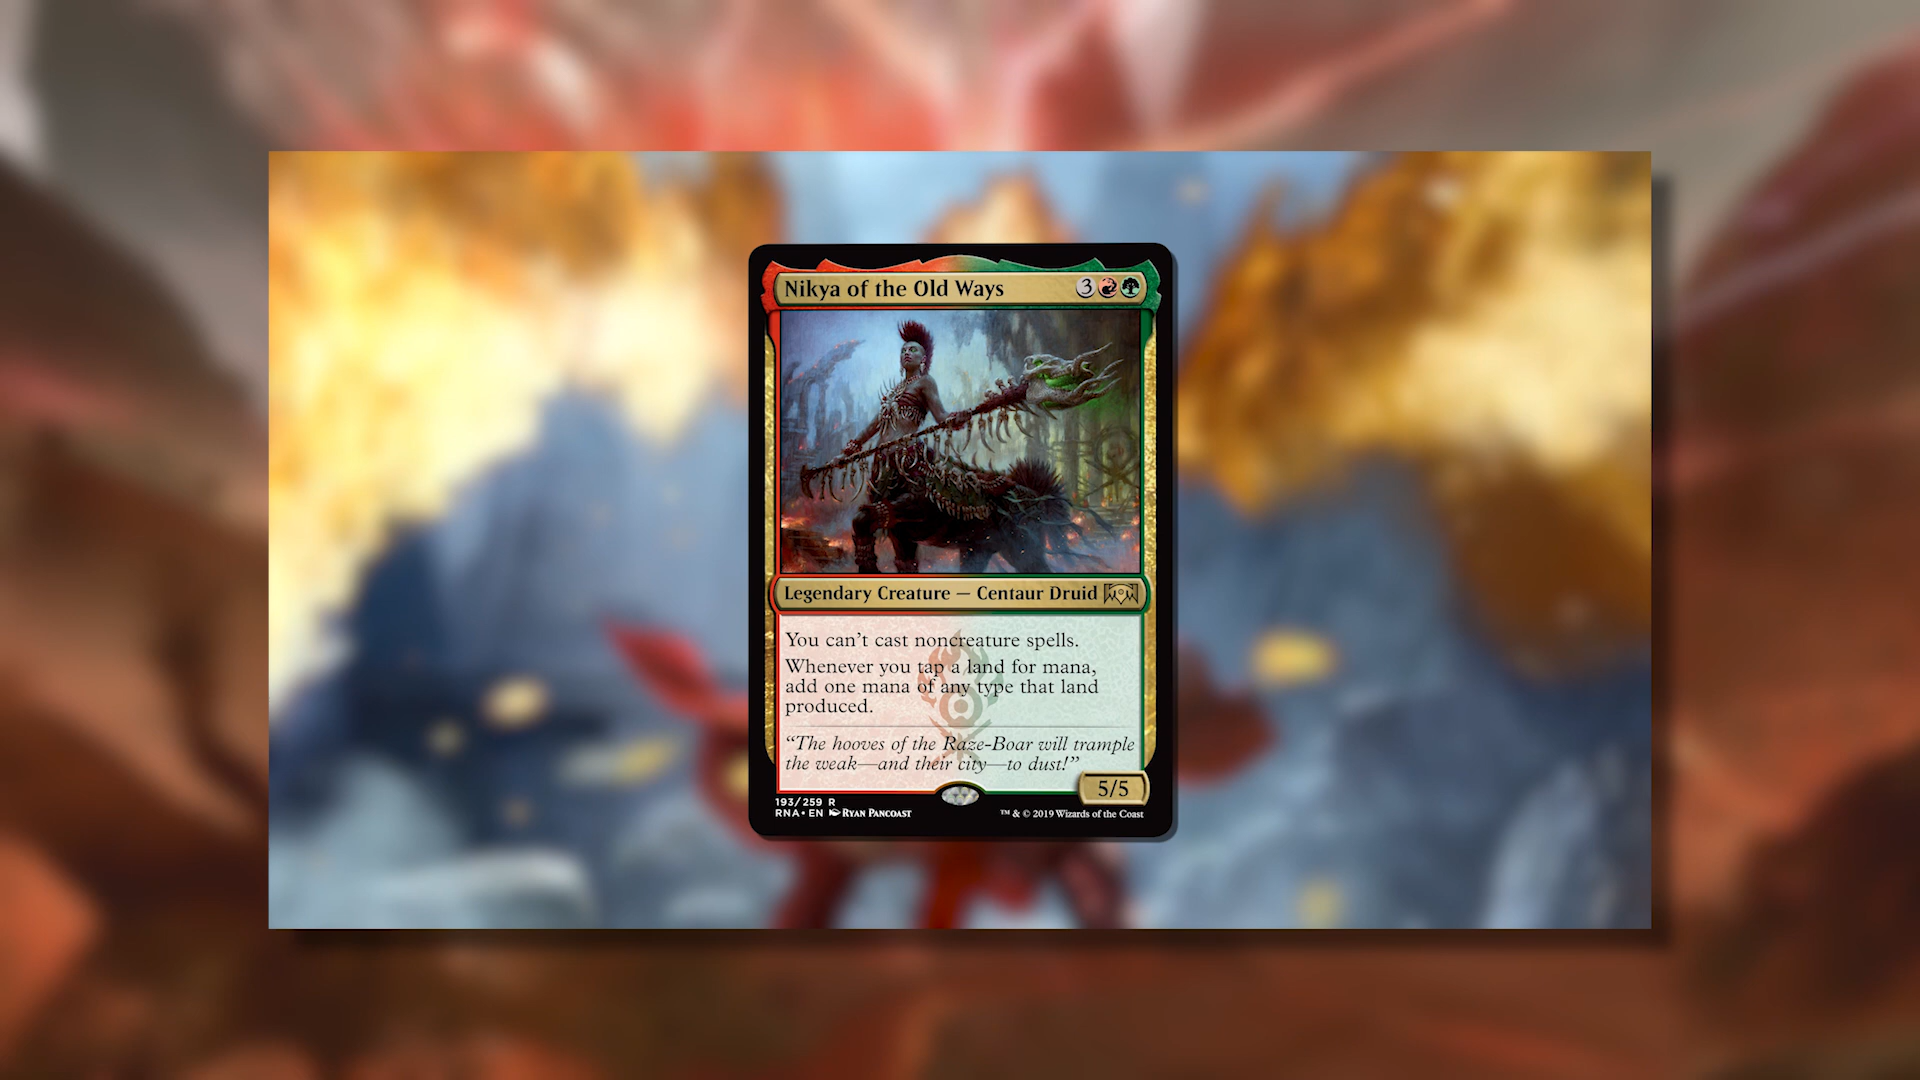 Nikya of the Old Ways 3
Legendary Creature — Centaur Druid
You can't cast noncreature spells.
Whenever you tap a land for mana,
add one mana of any type that land
produced.
“The hooves of the Raze-Boar will trample
the weak—and their city—to dust!”
5/5
193/259 R
RNA • EN Ryan Pancoast
™ & © 2019 Wizards of the Coast